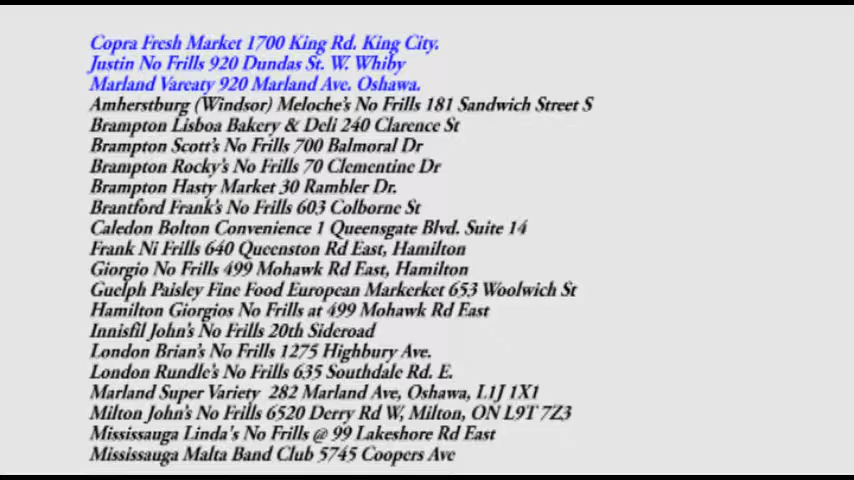 Copra Fresh Market 1700 King Rd. King City.
Justin No Frills 920 Dundas St. W. Whiby
Marland Vareaty 920 Marland Ave. Oshawa.
Amherstburg (Windsor) Meloche's No Frills 181 Sandwich Street S
Brampton Lisboa Bakery & Deli 240 Clarence St
Brampton Scott's No Frills 700 Balmoral Dr
Brampton Rocky's No Frills 70 Clementine Dr
Brampton Hasty Market 30 Rambler Dr.
Brantford Frank's No Frills 603 Colborne St
Caledon Bolton Convenience 1 Queensgate Blvd. Suite 14
Frank Ni Frills 640 Queenston Rd East, Hamilton
Giorgio No Frills 499 Mohawk Rd East, Hamilton
Guelph Paisley Fine Food European Markerket 653 Woolwich St
Hamilton Giorgios No Frills at 499 Mohawk Rd East
Innisfil John's No Frills 20th Sideroad
London Brian's No Frills 1275 Highbury Ave.
London Rundle's No Frills 635 Southdale Rd. E.
Marland Super Variety 282 Marland Ave, Oshawa, L1J 1X1
Milton John's No Frills 6520 Derry Rd W, Milton, ON L9T 7Z3
Mississauga Linda's No Frills @ 99 Lakeshore Rd East
Mississauga Malta Band Club 5745 Coopers Ave